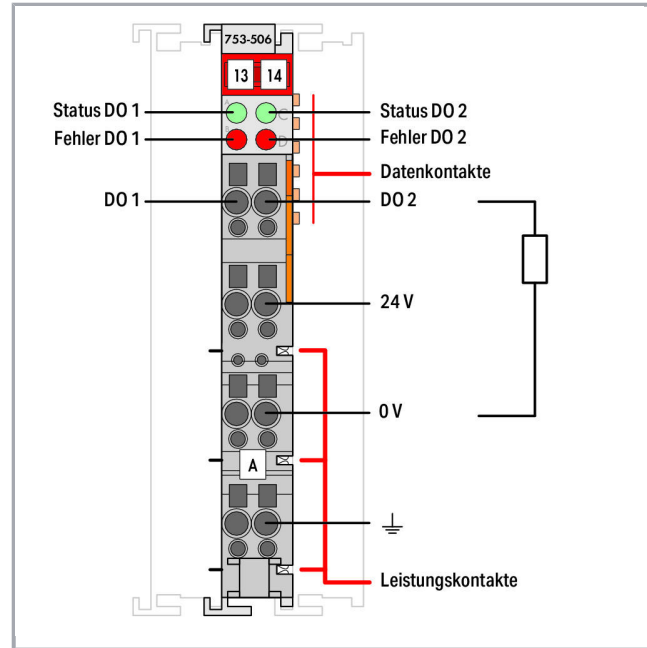 753-506
13 14
A C
Status DO 1 Status DO 2
Fehler DO 1 Fehler DO 2
D
Datenkontakte
DO 1 DO 2
24 V
0 V
A
Leistungskontakte